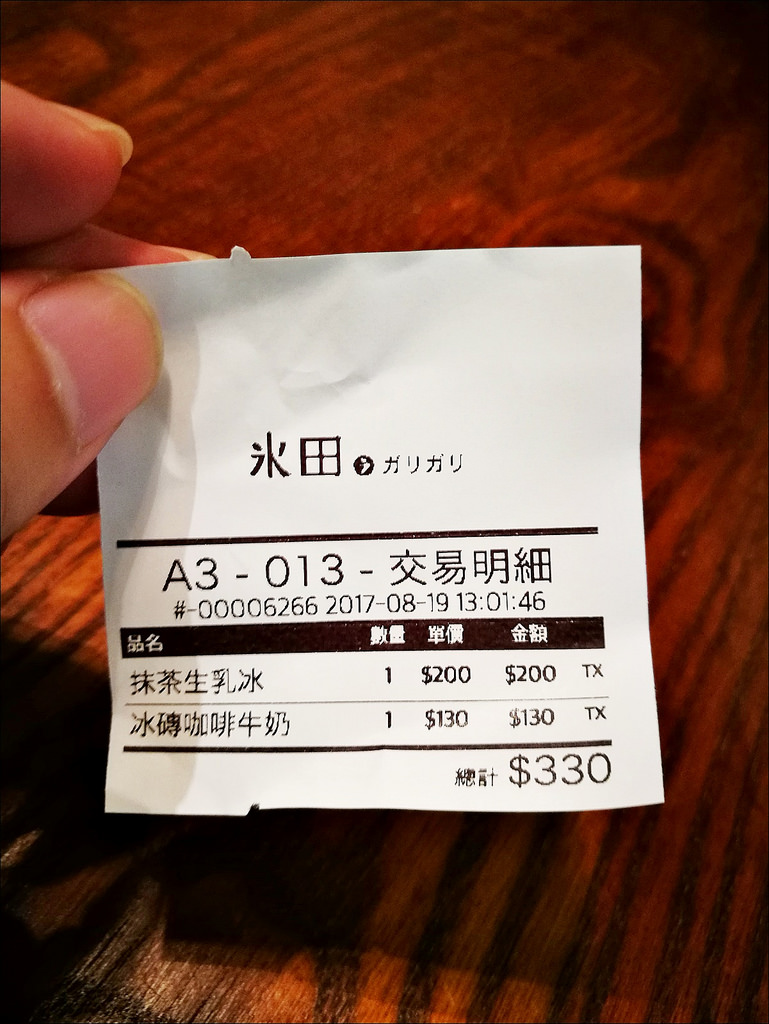 氷田の ガリガリ
A3 - 013 - 交易明細
#-00006266 2017-08-19 13:01:46
品名 數量 單價 金額
抹茶生乳冰 1 $200 $200 TX
冰磚咖啡牛奶 1 $130 $130 TX
總計 $330